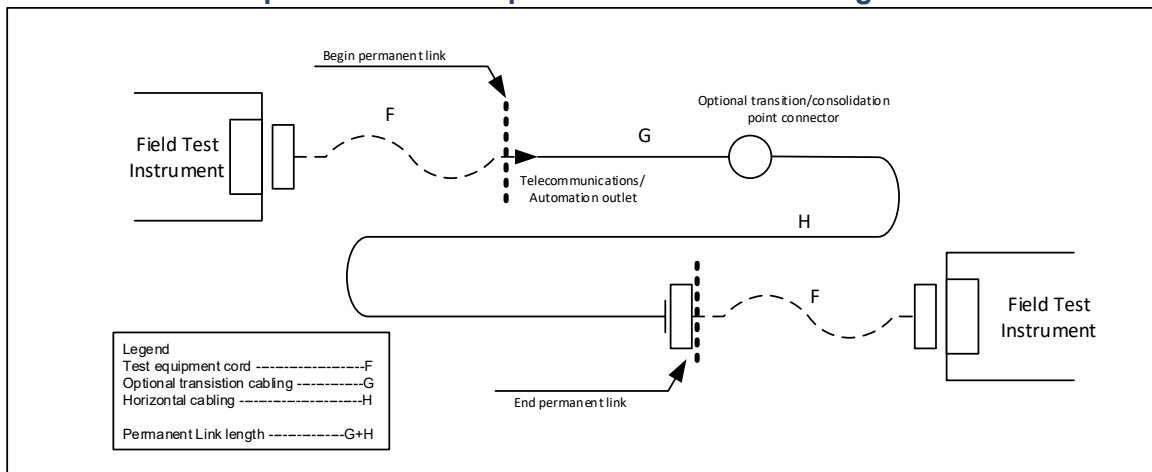 Begin permanent link
F
Field Test
Instrument
Optional transition/consolidation
point connector
G
Telecommunications/
Automation outlet
H
F
Field Test
Instrument
End permanent link
Legend
Test equipment cord --------------------F
Optional transistion cabling ------------G
Horizontal cabling -----------------------H
Permanent Link length --------------G+H